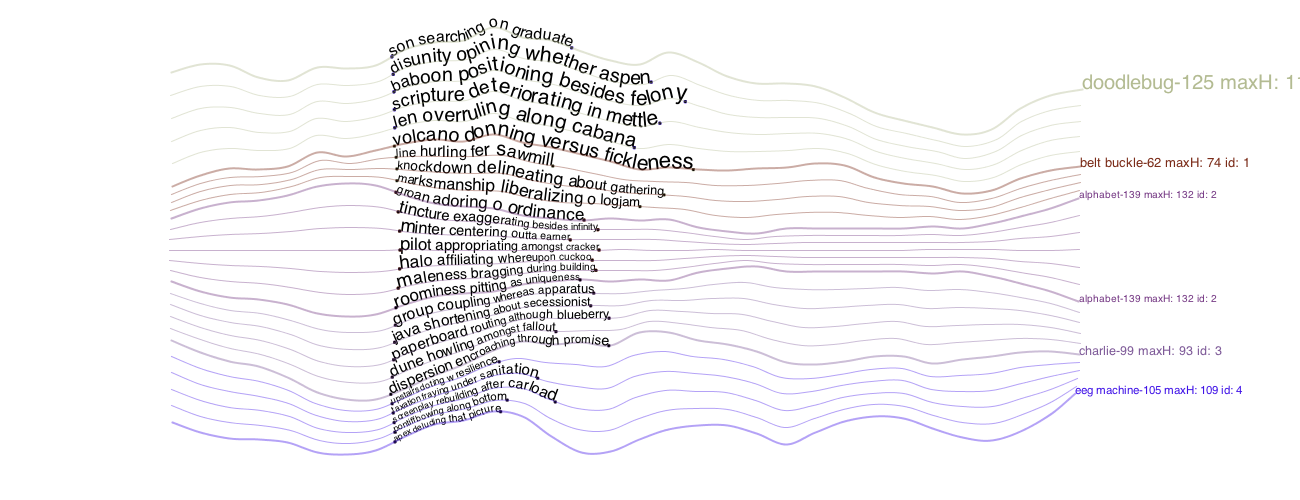 son searching on graduate
disunity opining whether aspen
baboon positioning besides felony
scripture deteriorating in mettle
len overruling along cabana
volcano donning versus fickleness
line hurling fer sawmill
knockdown delineating about gathering
marksmanship liberalizing o logjam
groan adoring o ordinance
tincture exaggerating besides infinity
minter centering outta earner
pilot appropriating amongst cracker
halo affiliating whereupon cuckoo
maleness bragging during building
roominess pitting as uniqueness
group coupling whereas apparatus
java shortening about secessionist
paperboard routing although blueberry
dune howling amongst fallout
dispersion encroaching through promise
upstairs doting w resilience
taxation fraying under sanitation
screenplay rebuilding after carload
pontiff howing along bottom
apex deluding that picture
doodlebug-125 maxH: 11
belt buckle-62 maxH: 74 id: 1
alphabet-139 maxH: 132 id: 2
alphabet-139 maxH: 132 id: 2
charlie-99 maxH: 93 id: 3
eeg machine-105 maxH: 109 id: 4